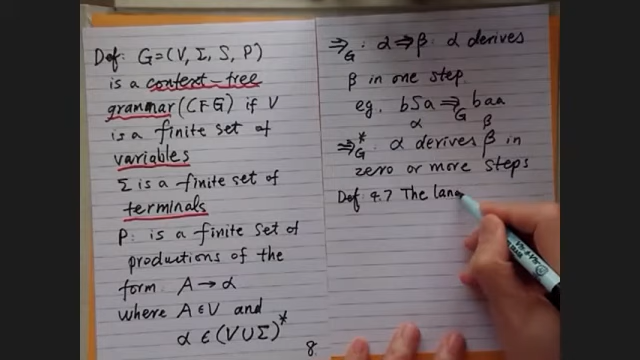 Def: G=(V, Σ, S, P)
is a context-free
grammar (CFG) if V
is a finite set of
variables
Σ is a finite set of
terminals
P: is a finite set of
productions of the
form A → α
where A ∈ V and
α ∈ (V ∪ Σ)*
8
⇒G : α ⇒ β : α derives
β in one step.
eg. bSa ⇒G baa
α β
⇒*G : α derives β in
zero or more steps
Def 4.7 The lang